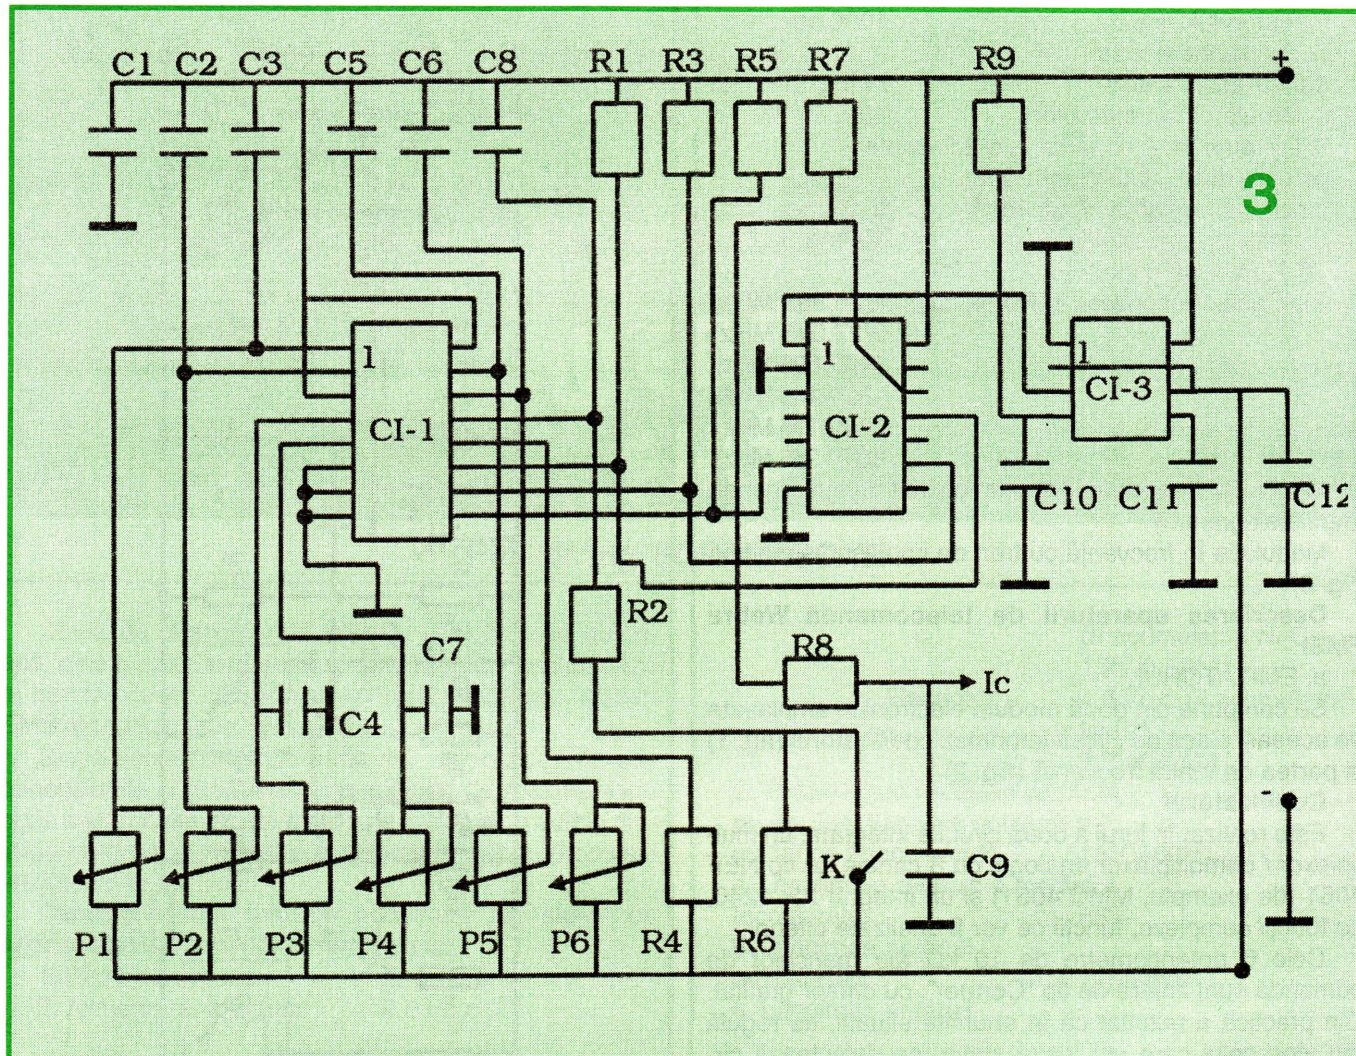 C1 C2 C3 C5 C6 C8 R1 R3 R5 R7 R9 +
3
1
CI-1
1
CI-2
1
CI-3
C10 C11 C12
R2
R8
Ic
C7
C4
-
K
C9
P1 P2 P3 P4 P5 P6 R4 R6